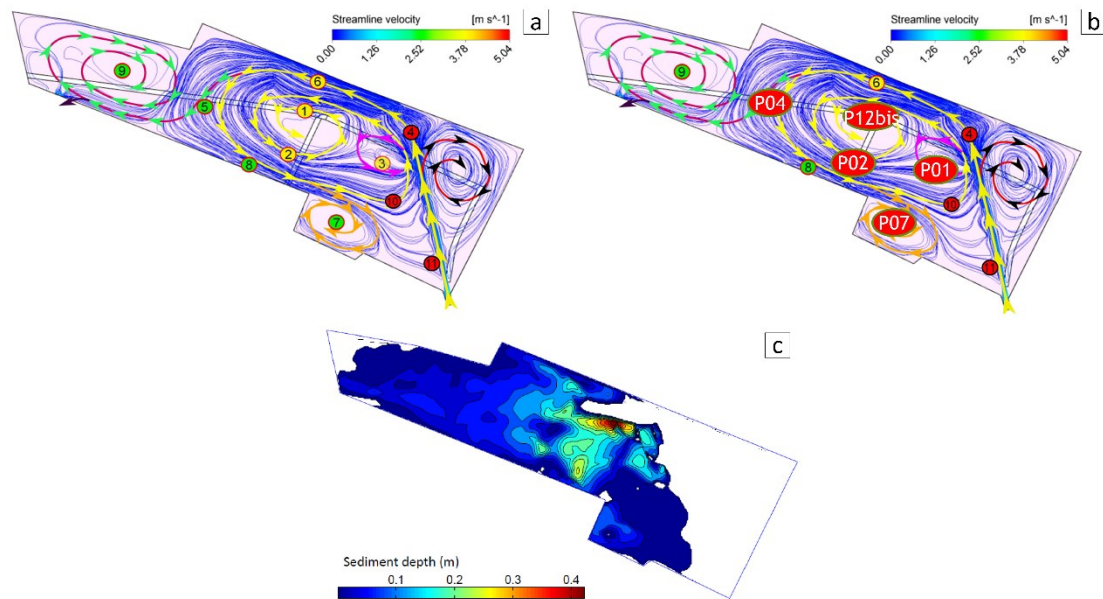 Streamline velocity [m s^-1]
a
0.00 1.26 2.52 3.78 5.04
9
6
5
1
4
2
3
8
10
7
11
Streamline velocity [m s^-1]
b
0.00 1.26 2.52 3.78 5.04
9
6
P04
P12bis
4
P02
P01
8
10
P07
11
c
Sediment depth (m)
0.1 0.2 0.3 0.4